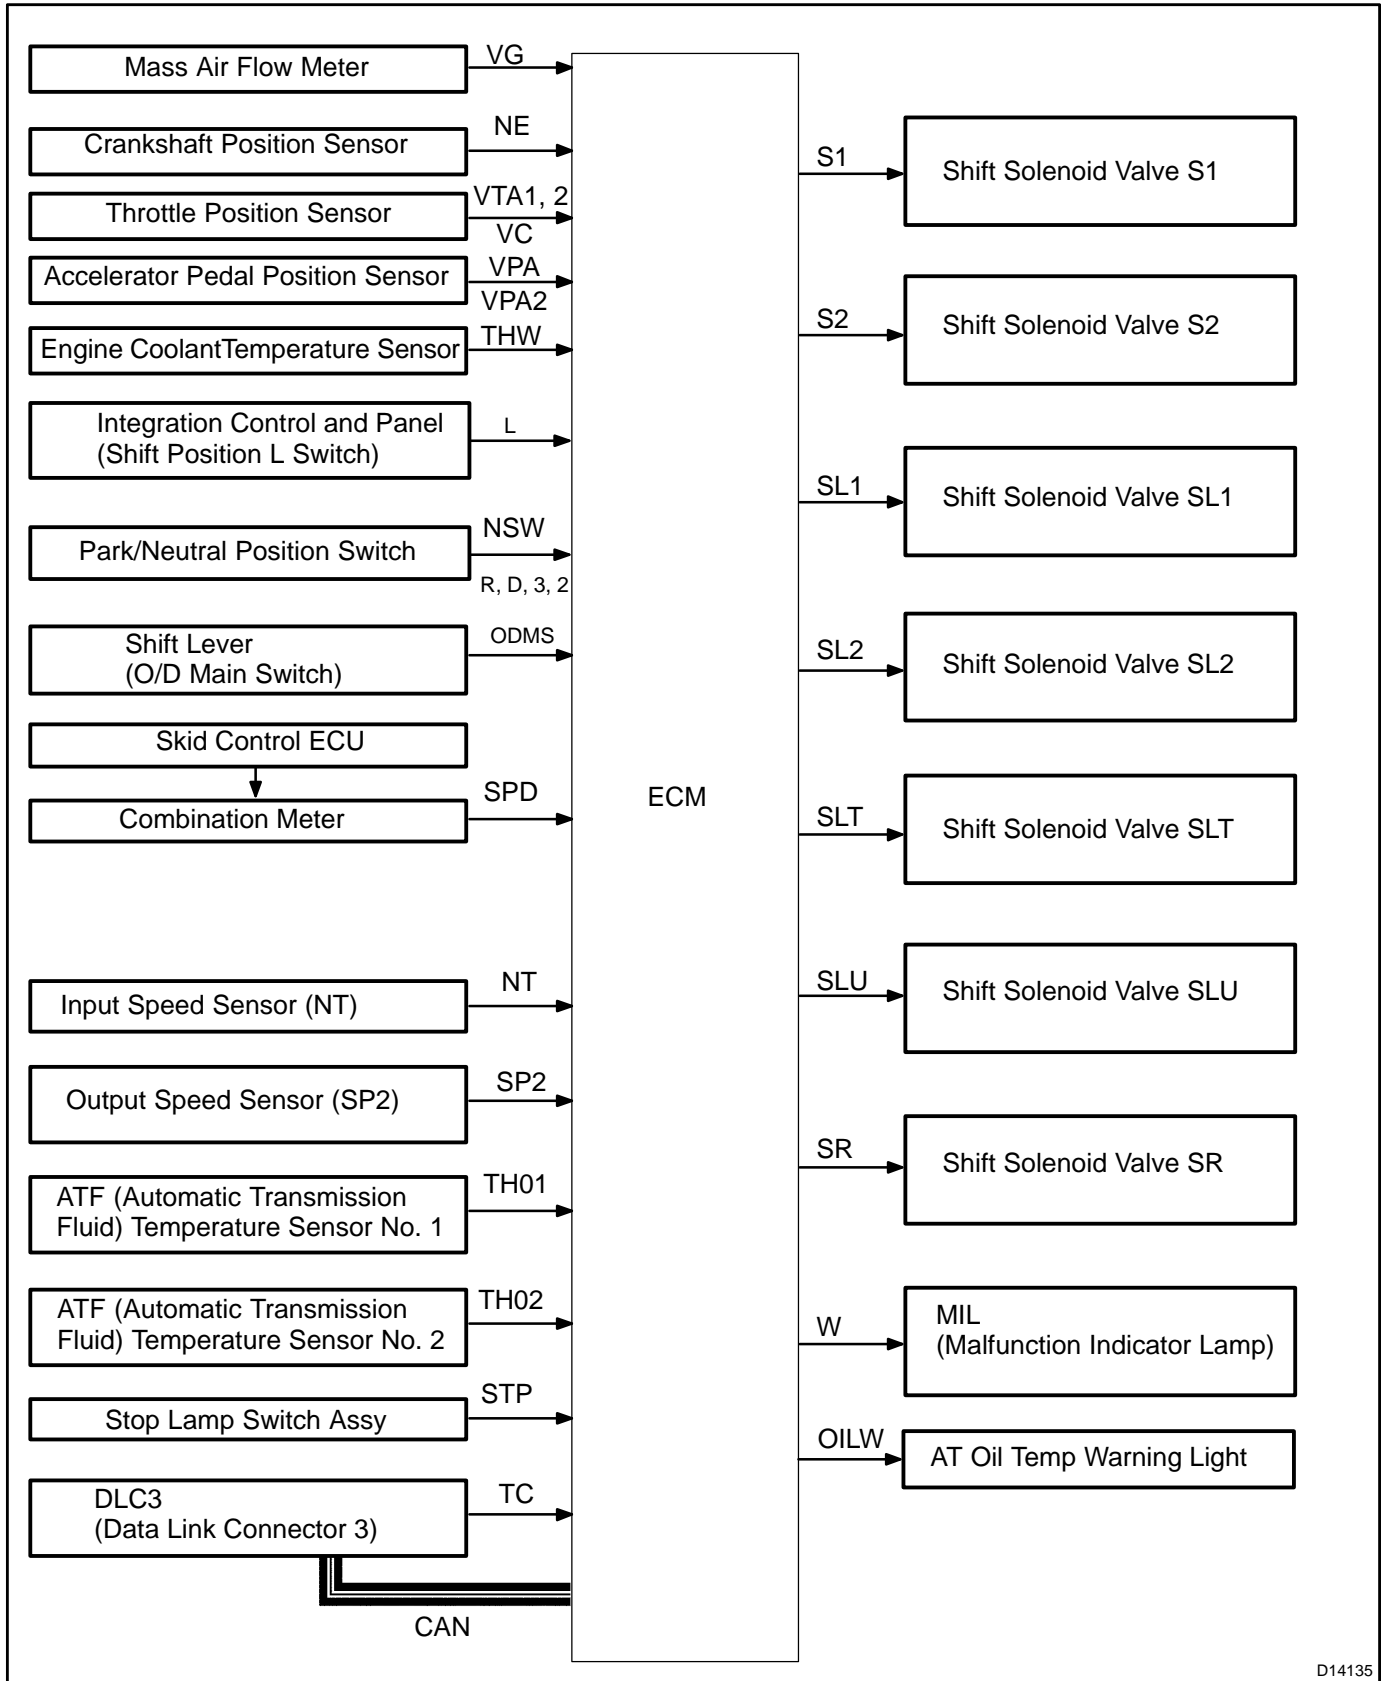 Mass Air Flow Meter
VG
Crankshaft Position Sensor
NE
Throttle Position Sensor
VTA1, 2
VC
Accelerator Pedal Position Sensor
VPA
VPA2
Engine CoolantTemperature Sensor
THW
Integration Control and Panel
(Shift Position L Switch)
L
Park/Neutral Position Switch
NSW
R, D, 3, 2
Shift Lever
(O/D Main Switch)
ODMS
Skid Control ECU
Combination Meter
SPD
Input Speed Sensor (NT)
NT
Output Speed Sensor (SP2)
SP2
ATF (Automatic Transmission
Fluid) Temperature Sensor No. 1
TH01
ATF (Automatic Transmission
Fluid) Temperature Sensor No. 2
TH02
Stop Lamp Switch Assy
STP
DLC3
(Data Link Connector 3)
TC
CAN
ECM
S1
Shift Solenoid Valve S1
S2
Shift Solenoid Valve S2
SL1
Shift Solenoid Valve SL1
SL2
Shift Solenoid Valve SL2
SLT
Shift Solenoid Valve SLT
SLU
Shift Solenoid Valve SLU
SR
Shift Solenoid Valve SR
W
MIL
(Malfunction Indicator Lamp)
OILW
AT Oil Temp Warning Light
D14135